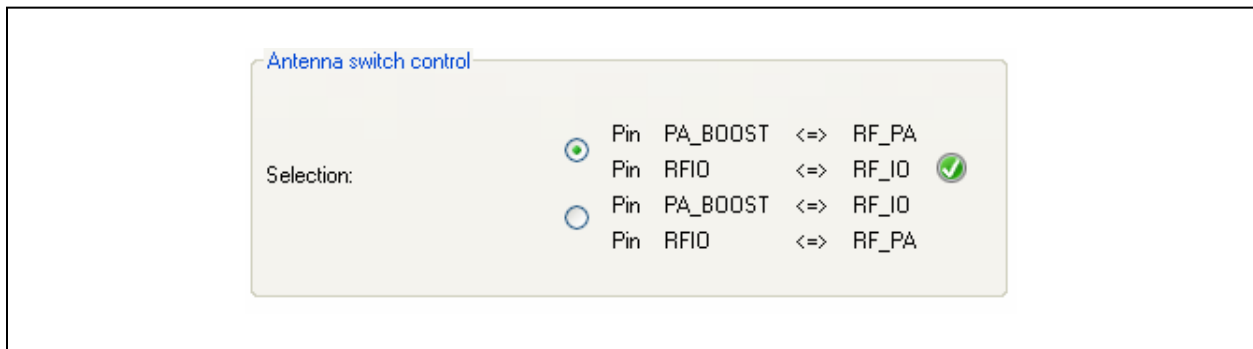 Antenna switch control
Selection:
Pin PA_BOOST <=> RF_PA
Pin RFIO <=> RF_IO
Pin PA_BOOST <=> RF_IO
Pin RFIO <=> RF_PA